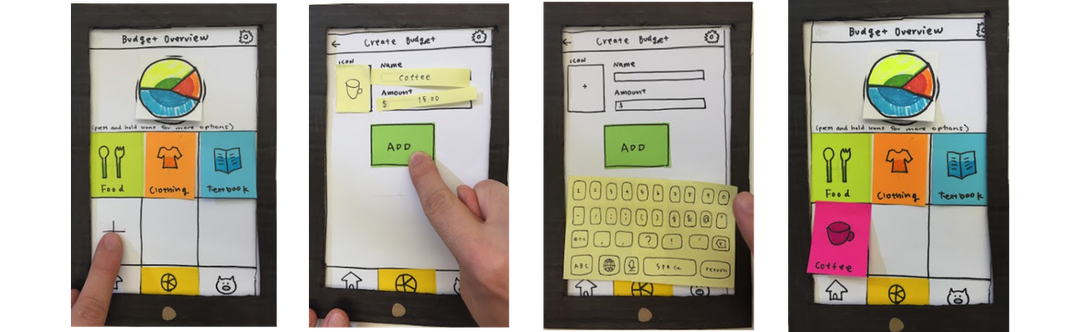 Budget Overview
(press and hold icons for more options)
Food Clothing Textbook
Create Budget
ICON
Name
Coffee
Amount
$ 15.00
ADD
Create Budget
ICON
Name
Amount
$
ADD
ABC space return
Budget Overview
(press and hold icons for more options)
Food Clothing Textbook
Coffee